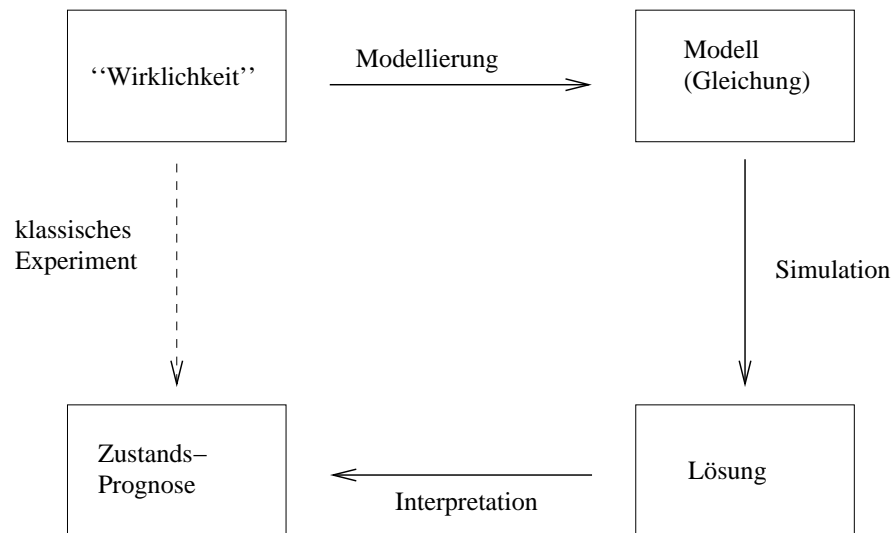 ‘‘Wirklichkeit’’
Modellierung
Modell
(Gleichung)
klassisches
Experiment
Simulation
Zustands–
Prognose
Interpretation
Lösung